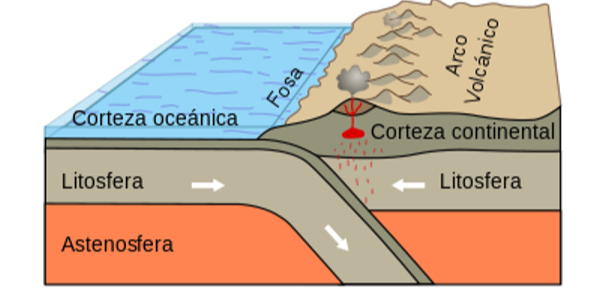 Arco
Volcánico
Fosa
Corteza oceánica
Corteza continental
Litosfera
Litosfera
Astenosfera